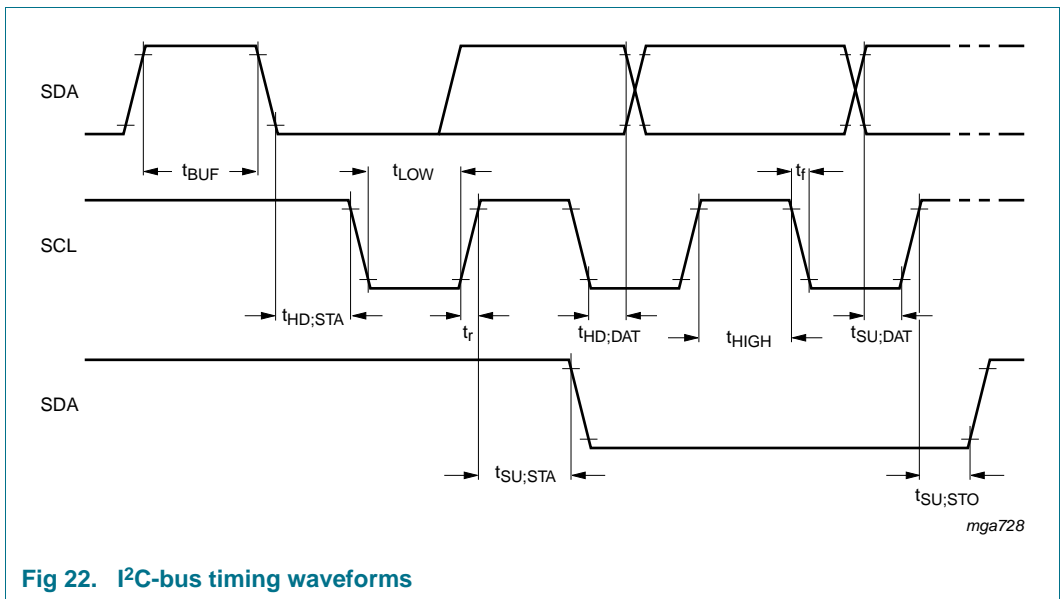 SDA
tBUF
tLOW
tf
SCL
tHD;STA
tr
tHD;DAT
tHIGH
tSU;DAT
SDA
tSU;STA
tSU;STO
mga728
Fig 22. I²C-bus timing waveforms